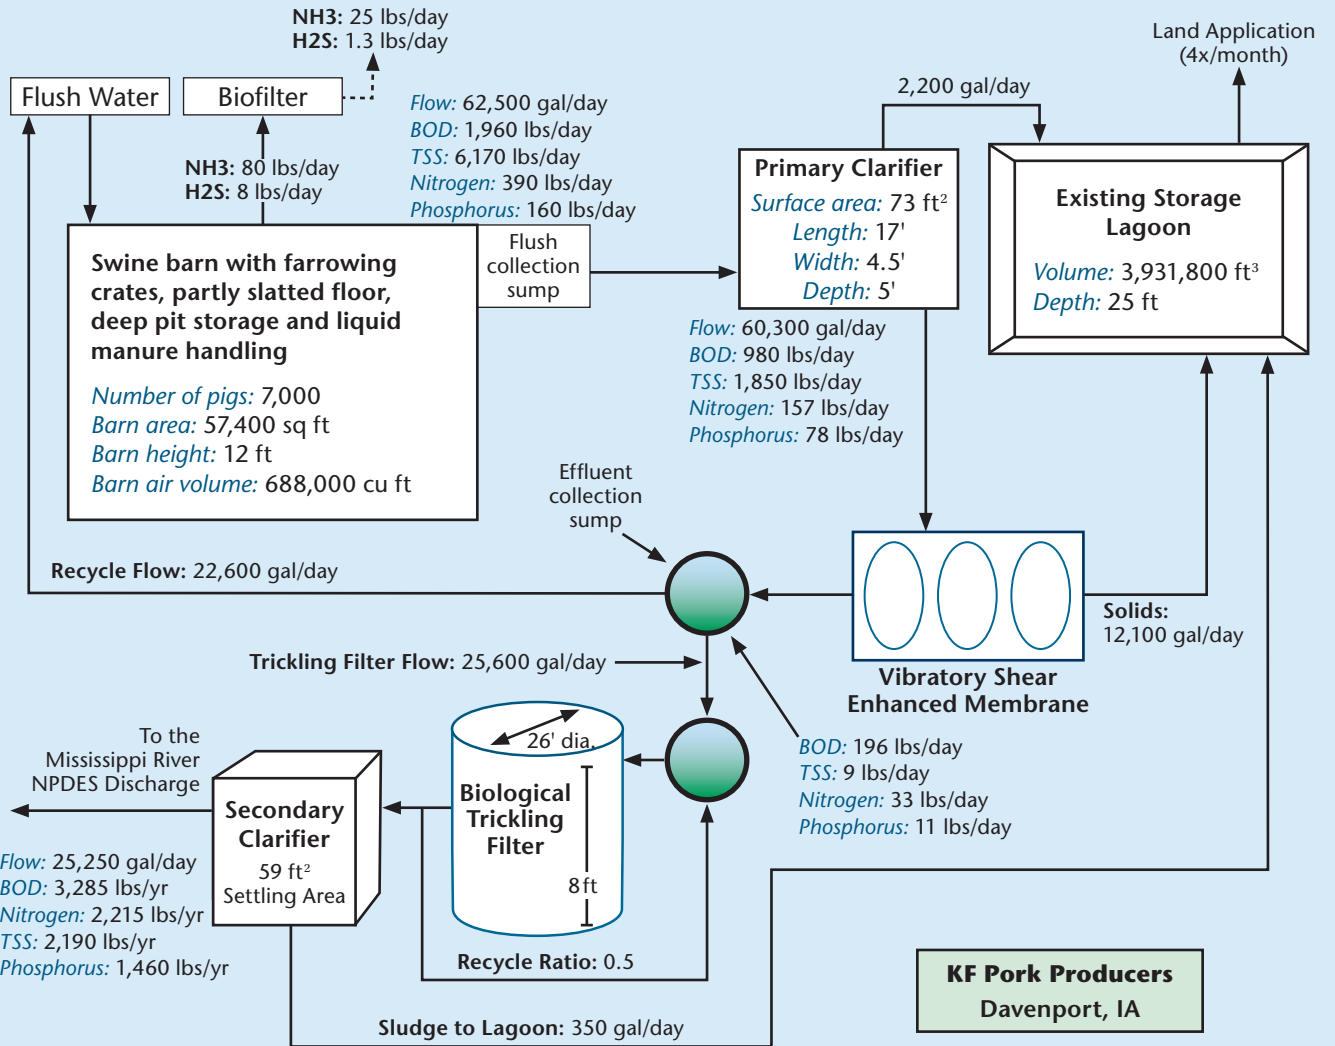 NH3: 25 lbs/day
H2S: 1.3 lbs/day
Land Application
(4x/month)
Flush Water
Biofilter
NH3: 80 lbs/day
H2S: 8 lbs/day
Flow: 62,500 gal/day
BOD: 1,960 lbs/day
TSS: 6,170 lbs/day
Nitrogen: 390 lbs/day
Phosphorus: 160 lbs/day
2,200 gal/day
Primary Clarifier
Surface area: 73 ft²
Length: 17'
Width: 4.5'
Depth: 5'
Existing Storage
Lagoon
Volume: 3,931,800 ft³
Depth: 25 ft
Flush
collection
sump
Swine barn with farrowing
crates, partly slatted floor,
deep pit storage and liquid
manure handling
Number of pigs: 7,000
Barn area: 57,400 sq ft
Barn height: 12 ft
Barn air volume: 688,000 cu ft
Flow: 60,300 gal/day
BOD: 980 lbs/day
TSS: 1,850 lbs/day
Nitrogen: 157 lbs/day
Phosphorus: 78 lbs/day
Effluent
collection
sump
Recycle Flow: 22,600 gal/day
Solids:
12,100 gal/day
Vibratory Shear
Enhanced Membrane
Trickling Filter Flow: 25,600 gal/day
BOD: 196 lbs/day
TSS: 9 lbs/day
Nitrogen: 33 lbs/day
Phosphorus: 11 lbs/day
26' dia.
Biological
Trickling
Filter
8 ft
To the
Mississippi River
NPDES Discharge
Secondary
Clarifier
59 ft²
Settling Area
Flow: 25,250 gal/day
BOD: 3,285 lbs/yr
Nitrogen: 2,215 lbs/yr
TSS: 2,190 lbs/yr
Phosphorus: 1,460 lbs/yr
Recycle Ratio: 0.5
Sludge to Lagoon: 350 gal/day
KF Pork Producers
Davenport, IA